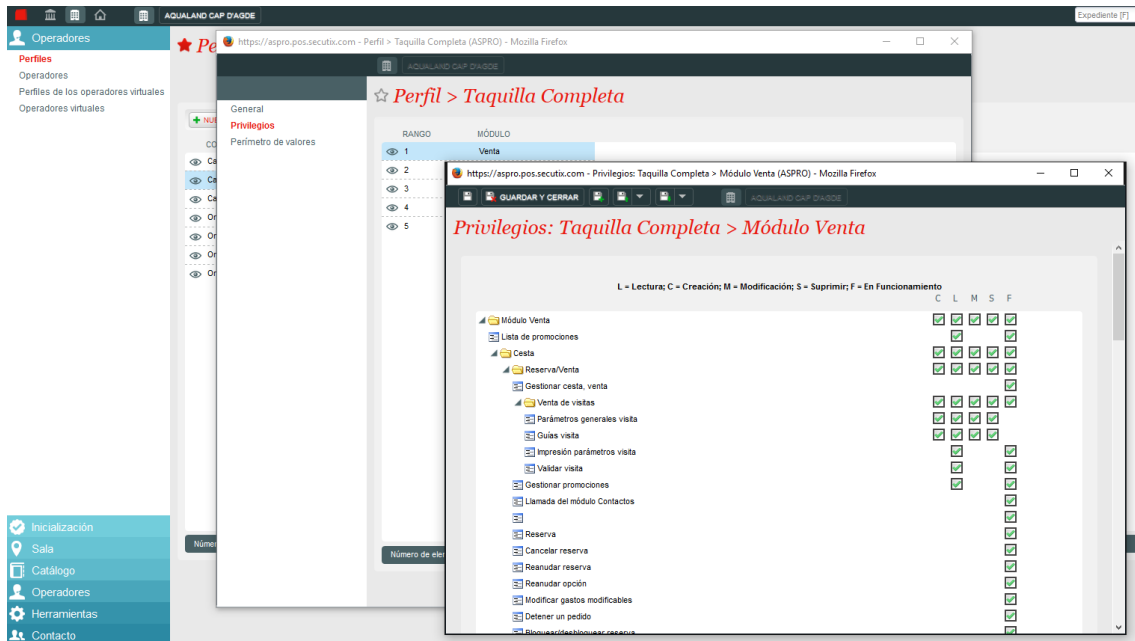 AQUALAND CAP D'AGDE
Expediente [F]
Operadores
Perfiles
Operadores
Perfiles de los operadores virtuales
Operadores virtuales
Inicialización
Sala
Catálogo
Operadores
Herramientas
Contacto
https://aspro.pos.secutix.com - Perfil > Taquilla Completa (ASPRO) - Mozilla Firefox
AQUALAND CAP D'AGDE
Perfil > Taquilla Completa
General
Privilegios
Perímetro de valores
RANGO MÓDULO
1 Venta
2
3
4
5
https://aspro.pos.secutix.com - Privilegios: Taquilla Completa > Módulo Venta (ASPRO) - Mozilla Firefox
GUARDAR Y CERRAR
AQUALAND CAP D'AGDE
Privilegios: Taquilla Completa > Módulo Venta
L = Lectura; C = Creación; M = Modificación; S = Suprimir; F = En Funcionamiento
C L M S F
Módulo Venta
Lista de promociones
Cesta
Reserva/Venta
Gestionar cesta, venta
Venta de visitas
Parámetros generales visita
Guías visita
Impresión parámetros visita
Validar visita
Gestionar promociones
Llamada del módulo Contactos
Reserva
Cancelar reserva
Reanudar reserva
Reanudar opción
Modificar gastos modificables
Detener un pedido
Bloquear/desbloquear reserva